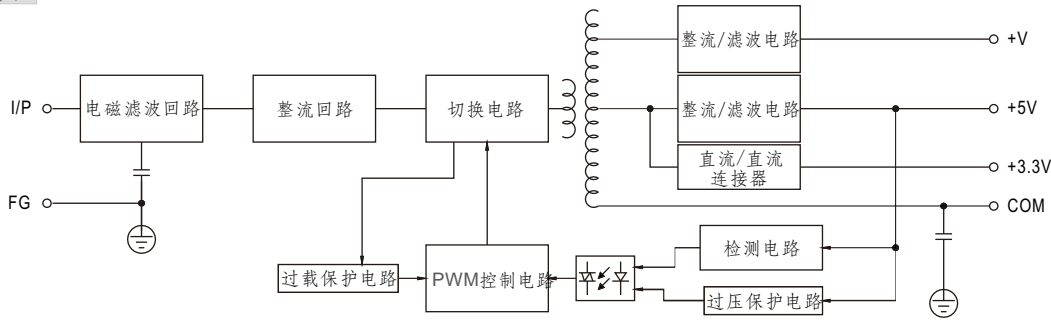 整流/滤波电路
+V
I/P
电磁滤波回路
整流回路
切换电路
整流/滤波电路
+5V
直流/直流
连接器
+3.3V
FG
COM
检测电路
过载保护电路
PWM控制电路
过压保护电路